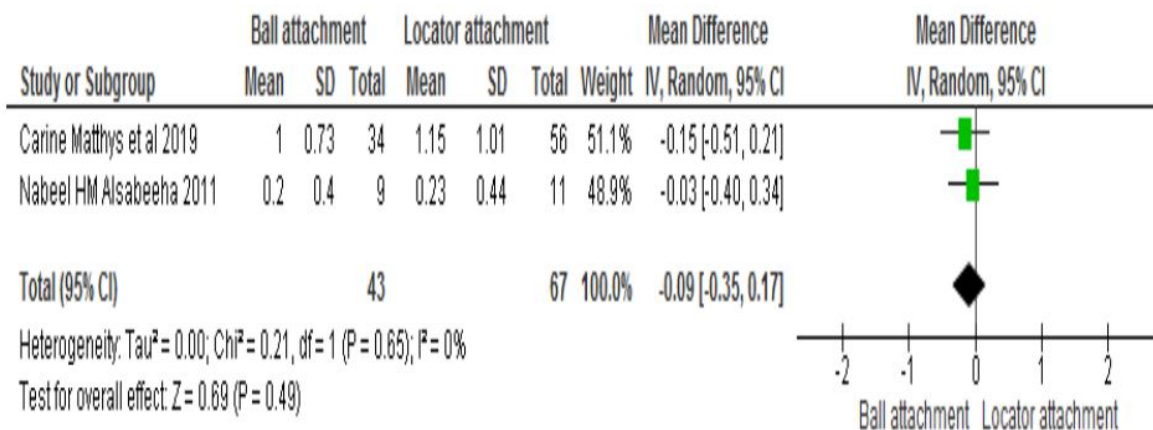 Ball attachment Locator attachment Mean Difference Mean Difference
Study or Subgroup Mean SD Total Mean SD Total Weight IV, Random, 95% CI IV, Random, 95% CI
Carine Matthys et al 2019 1 0.73 34 1.15 1.01 56 51.1% -0.15 [-0.51, 0.21]
Nabeel HM Alsabeeha 2011 0.2 0.4 9 0.23 0.44 11 48.9% -0.03 [-0.40, 0.34]
Total (95% CI) 43 67 100.0% -0.09 [-0.35, 0.17]
Heterogeneity: Tau² = 0.00; Chi² = 0.21, df = 1 (P = 0.65); I² = 0%
Test for overall effect: Z = 0.69 (P = 0.49)
-2 -1 0 1 2
Ball attachment Locator attachment